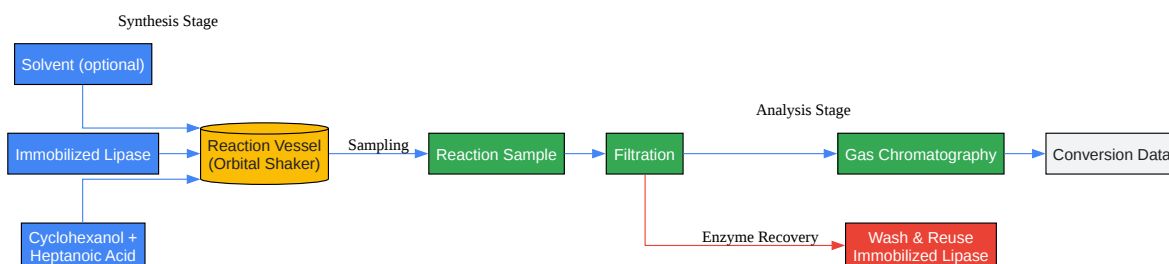 Synthesis Stage
Solvent (optional)
Analysis Stage
Immobilized Lipase
Reaction Vessel
(Orbital Shaker)
Sampling
Reaction Sample
Filtration
Gas Chromatography
Conversion Data
Cyclohexanol +
Heptanoic Acid
Enzyme Recovery
Wash & Reuse
Immobilized Lipase